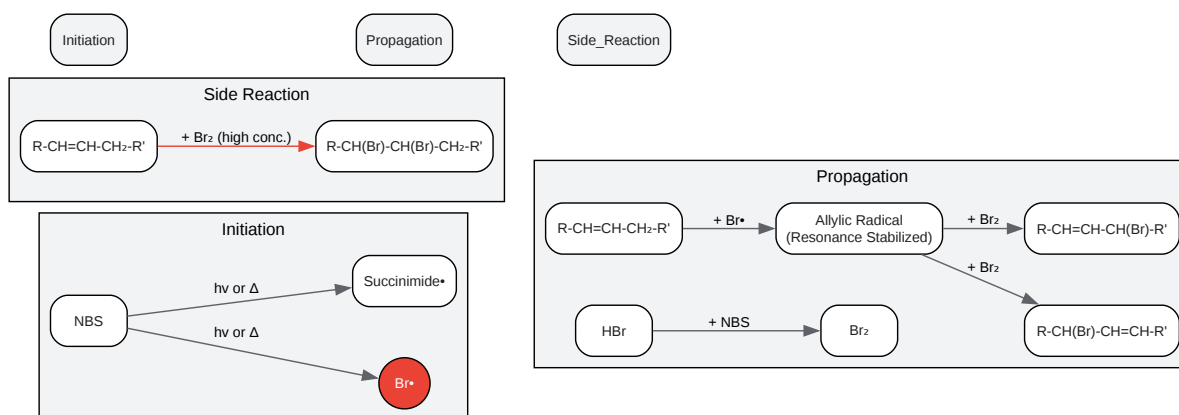 Initiation
Propagation
Side_Reaction
Side Reaction
R-CH=CH-CH₂-R'
+ Br₂ (high conc.)
R-CH(Br)-CH(Br)-CH₂-R'
Initiation
NBS
hv or Δ
Succinimide•
hv or Δ
Br•
Propagation
R-CH=CH-CH₂-R'
+ Br•
Allylic Radical
(Resonance Stabilized)
+ Br₂
R-CH=CH-CH(Br)-R'
+ Br₂
R-CH(Br)-CH=CH-R'
HBr
+ NBS
Br₂